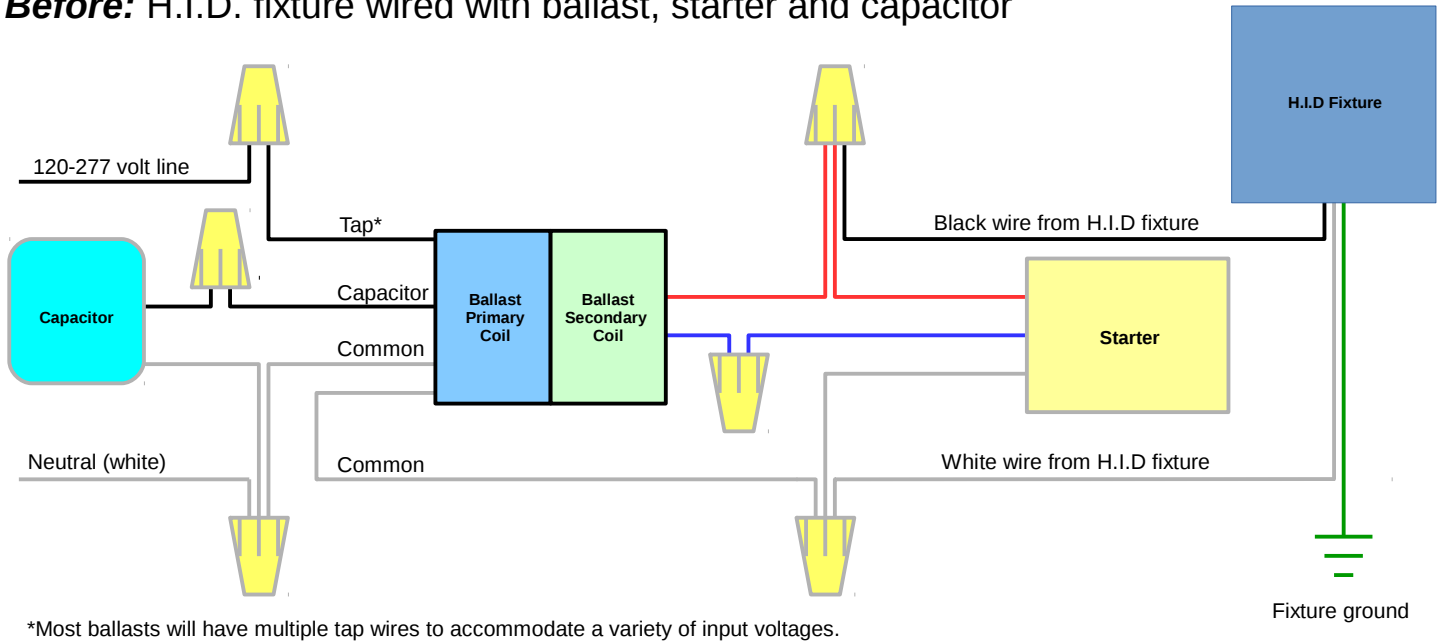 Before: H.I.D. fixture wired with ballast, starter and capacitor
H.I.D Fixture
120-277 volt line
Tap*
Black wire from H.I.D fixture
Capacitor
Capacitor
Ballast
Primary
Coil
Ballast
Secondary
Coil
Starter
Common
Neutral (white)
Common
White wire from H.I.D fixture
Fixture ground
*Most ballasts will have multiple tap wires to accommodate a variety of input voltages.